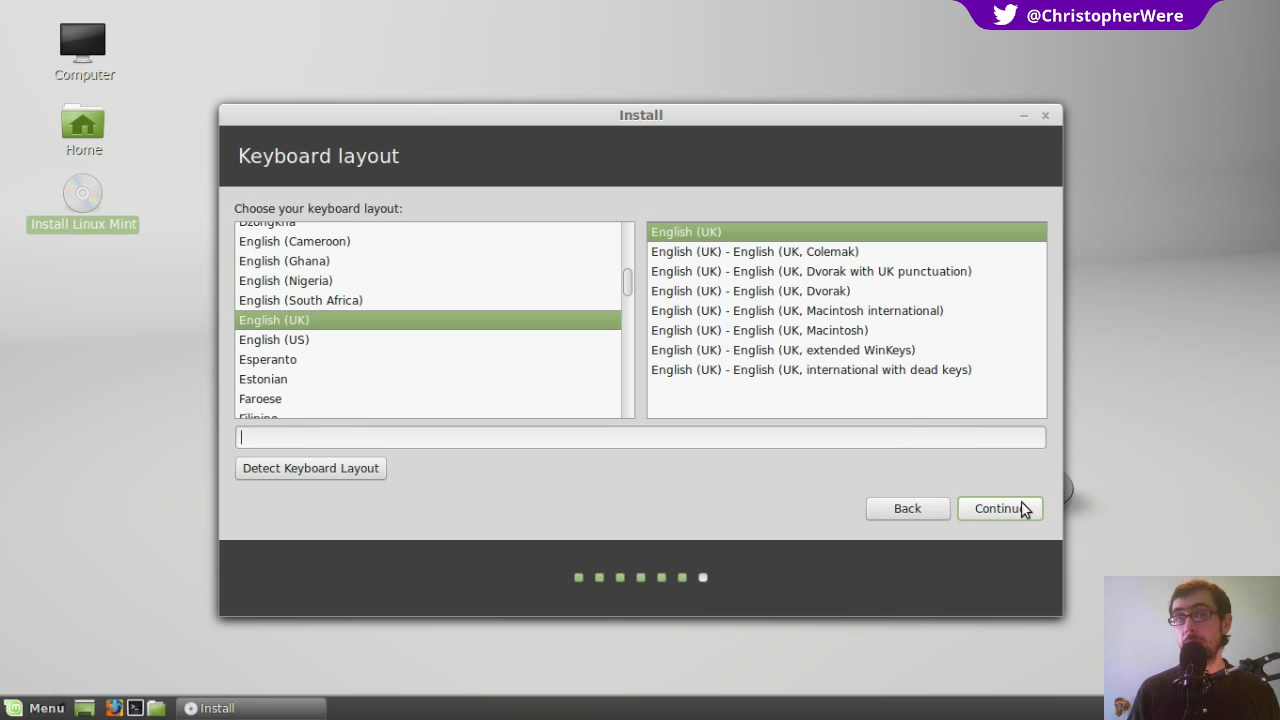 @ChristopherWere
Computer
Home
Install Linux Mint
Install
Keyboard layout
Choose your keyboard layout:
Dzongkha
English (Cameroon)
English (Ghana)
English (Nigeria)
English (South Africa)
English (UK)
English (US)
Esperanto
Estonian
Faroese
Filipino
English (UK)
English (UK) - English (UK, Colemak)
English (UK) - English (UK, Dvorak with UK punctuation)
English (UK) - English (UK, Dvorak)
English (UK) - English (UK, Macintosh international)
English (UK) - English (UK, Macintosh)
English (UK) - English (UK, extended WinKeys)
English (UK) - English (UK, international with dead keys)
Detect Keyboard Layout
Back
Continue
Menu
Install